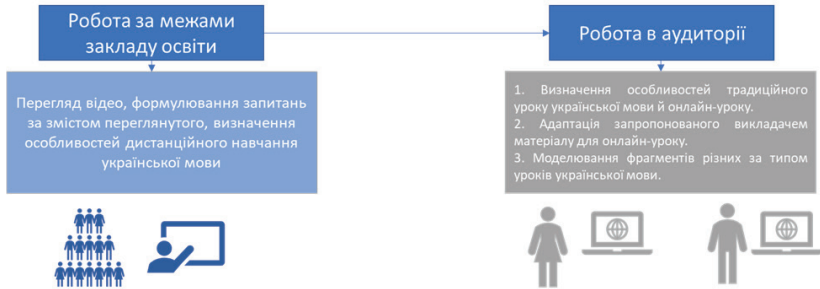 Робота за межами
закладу освіти
Робота в аудиторії
Перегляд відео, формулювання запитань
за змістом переглянутого, визначення
особливостей дистанційного навчання
української мови
1. Визначення особливостей традиційного
уроку української мови й онлайн-уроку.
2. Адаптація запропонованого викладачем
матеріалу для онлайн-уроку.
3. Моделювання фрагментів різних за типом
уроків української мови.